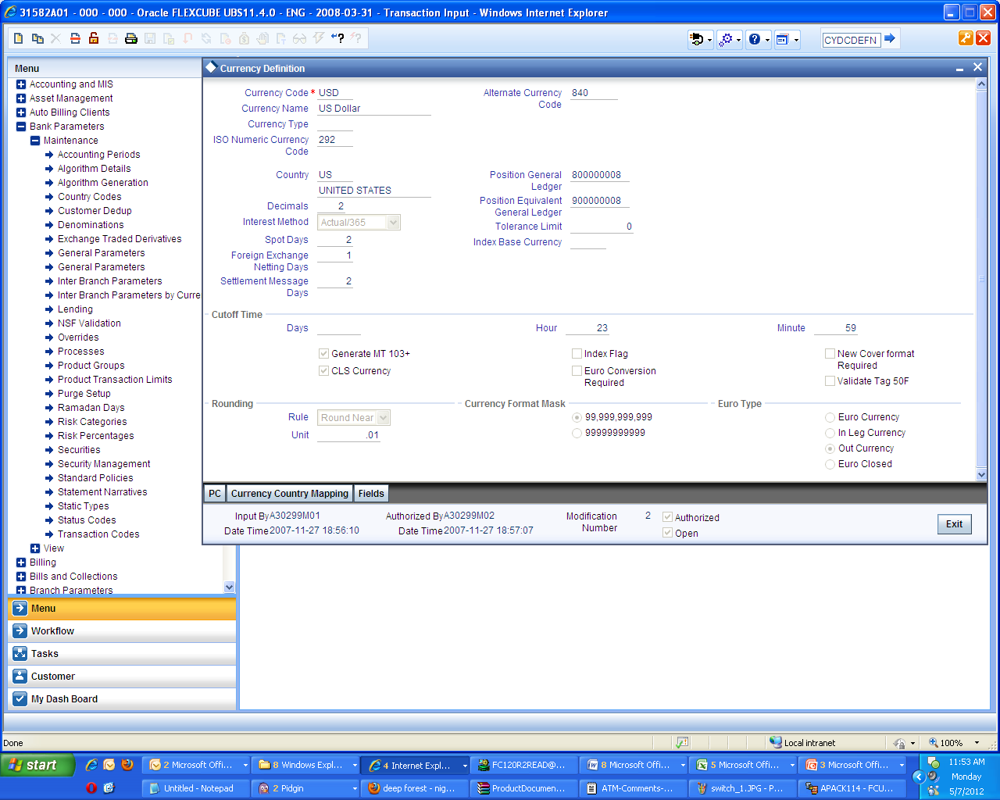 31582A01 - 000 - 000 - Oracle FLEXCUBE UBS11.4.0 - ENG - 2008-03-31 - Transaction Input - Windows Internet Explorer
CYDCDEFN
Menu
Accounting and MIS
Asset Management
Auto Billing Clients
Bank Parameters
Maintenance
Accounting Periods
Algorithm Details
Algorithm Generation
Country Codes
Customer Dedup
Denominations
Exchange Traded Derivatives
General Parameters
General Parameters
Inter Branch Parameters
Inter Branch Parameters by Curre
Lending
NSF Validation
Overrides
Processes
Product Groups
Product Transaction Limits
Purge Setup
Ramadan Days
Risk Categories
Risk Percentages
Securities
Security Management
Standard Policies
Statement Narratives
Static Types
Status Codes
Transaction Codes
View
Billing
Bills and Collections
Branch Parameters
Menu
Workflow
Tasks
Customer
My Dash Board
Currency Definition
Currency Code * USD
Alternate Currency Code 840
Currency Name US Dollar
Currency Type
ISO Numeric Currency Code 292
Country US
UNITED STATES
Position General Ledger 800000008
Decimals 2
Position Equivalent General Ledger 900000008
Interest Method Actual/365
Tolerance Limit 0
Spot Days 2
Index Base Currency
Foreign Exchange Netting Days 1
Settlement Message Days 2
Cutoff Time
Days
Hour 23
Minute 59
Generate MT 103+
Index Flag
New Cover format Required
CLS Currency
Euro Conversion Required
Validate Tag 50F
Rounding
Currency Format Mask
Euro Type
Rule Round Near
99,999,999,999
Euro Currency
Unit .01
99999999999
In Leg Currency
Out Currency
Euro Closed
PC
Currency Country Mapping
Fields
Input By A30299M01
Authorized By A30299M02
Modification Number 2
Authorized
Date Time 2007-11-27 18:56:10
Date Time 2007-11-27 18:57:07
Open
Exit
Done
Local intranet
100%
start
2 Microsoft Offi...
8 Windows Expl...
4 Internet Expl...
FC120R2READ@...
8 Microsoft Offi...
5 Microsoft Offi...
3 Microsoft Offi...
11:53 AM
Untitled - Notepad
2 Pidgin
deep forest - nig...
ProductDocumen...
ATM-Comments-...
switch_1.JPG - P...
APACK114 - FCU...
Monday
5/7/2012